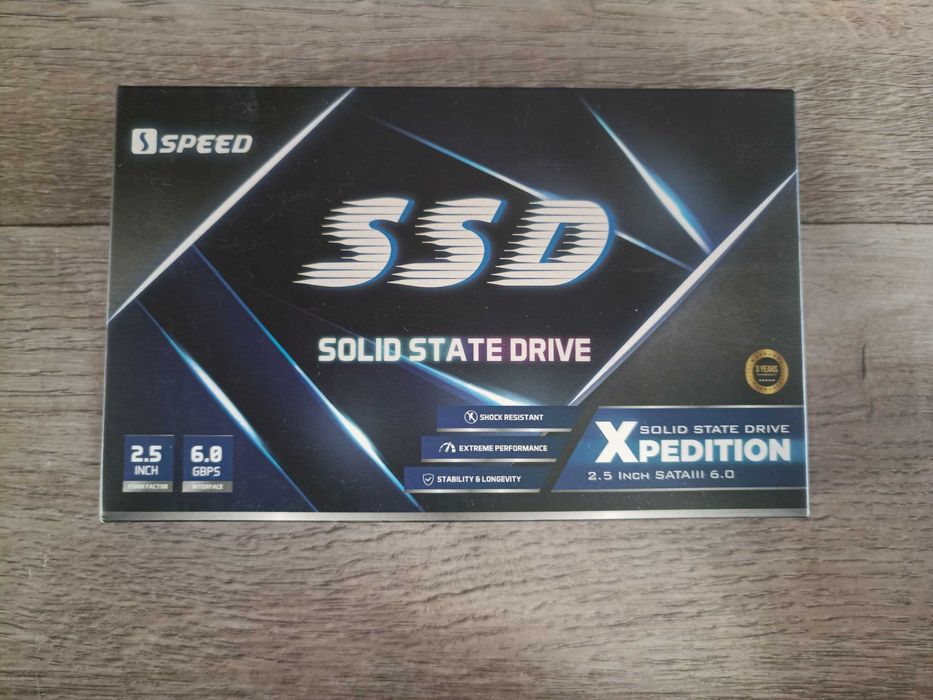 S SPEED
SSD
SOLID STATE DRIVE
3 YEARS
SHOCK RESISTANT
EXTREME PERFORMANCE
STABILITY & LONGEVITY
SOLID STATE DRIVE
XPEDITION
2.5 INCH SATAIII 6.0
2.5
INCH
FORM FACTOR
6.0
GBPS
INTERFACE